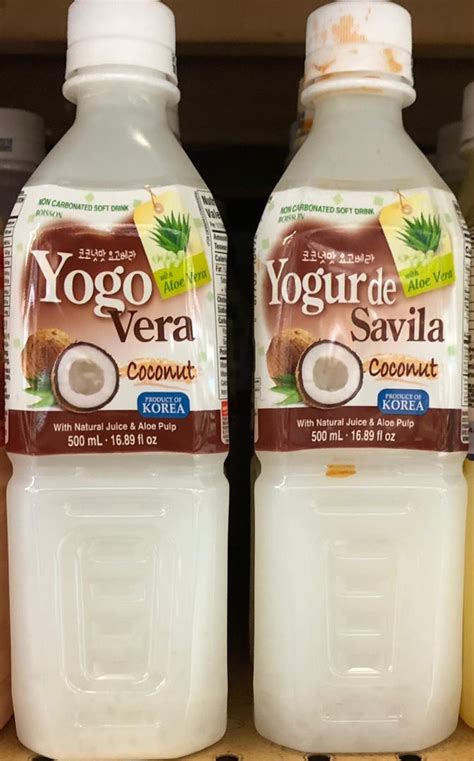 NON CARBONATED SOFT DRINK
BOISSON
with
Aloe Vera
코코넛맛 요고베라
Yogo
Vera
Coconut
PRODUCT OF
KOREA
With Natural Juice & Aloe Pulp
500 mL · 16.89 fl oz
NON CARBONATED SOFT DRINK
BOISSON
with
Aloe Vera
코코넛맛 요고베라
Yogur de
Savila
Coconut
PRODUCT OF
KOREA
With Natural Juice & Aloe Pulp
500 mL · 16.89 fl oz